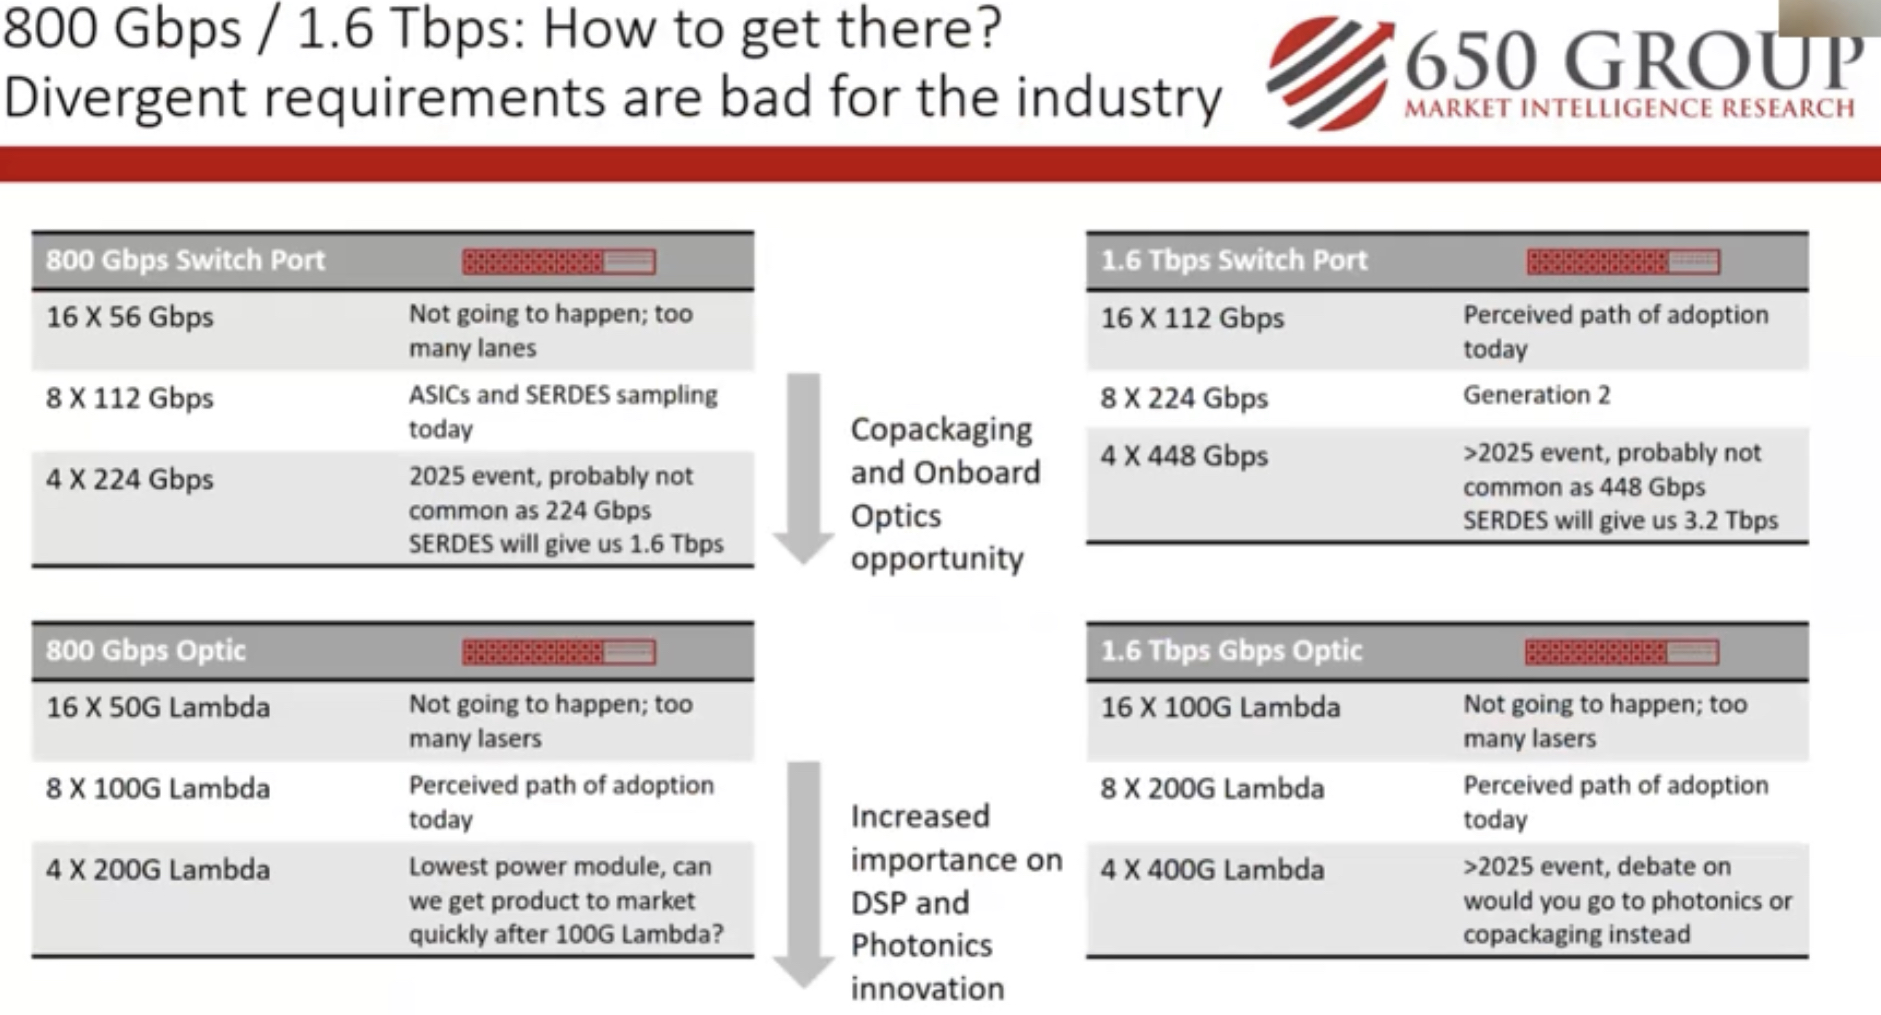 800 Gbps / 1.6 Tbps: How to get there?
Divergent requirements are bad for the industry
650 GROUP
MARKET INTELLIGENCE RESEARCH
800 Gbps Switch Port
16 X 56 Gbps
Not going to happen; too
many lanes
8 X 112 Gbps
ASICs and SERDES sampling
today
4 X 224 Gbps
2025 event, probably not
common as 224 Gbps
SERDES will give us 1.6 Tbps
Copackaging
and Onboard
Optics
opportunity
1.6 Tbps Switch Port
16 X 112 Gbps
Perceived path of adoption
today
8 X 224 Gbps
Generation 2
4 X 448 Gbps
>2025 event, probably not
common as 448 Gbps
SERDES will give us 3.2 Tbps
800 Gbps Optic
16 X 50G Lambda
Not going to happen; too
many lasers
8 X 100G Lambda
Perceived path of adoption
today
4 X 200G Lambda
Lowest power module, can
we get product to market
quickly after 100G Lambda?
Increased
importance on
DSP and
Photonics
innovation
1.6 Tbps Gbps Optic
16 X 100G Lambda
Not going to happen; too
many lasers
8 X 200G Lambda
Perceived path of adoption
today
4 X 400G Lambda
>2025 event, debate on
would you go to photonics or
copackaging instead